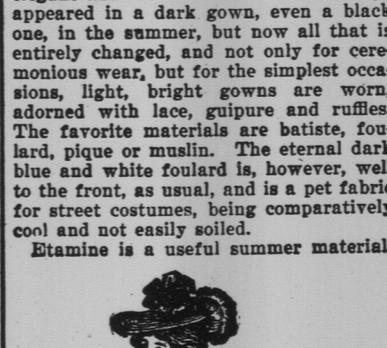 appeared in a dark gown, even a black
one, in the summer, but now all that is
entirely changed, and not only for cere-
monious wear, but for the simplest occa-
sions, light, bright gowns are worn,
adorned with lace, guipure and ruffles.
The favorite materials are batiste, fou-
lard, pique or muslin. The eternal dark
blue and white foulard is, however, well
to the front, as usual, and is a pet fabric
for street costumes, being comparatively
cool and not easily soiled.
Etamine is a useful summer material